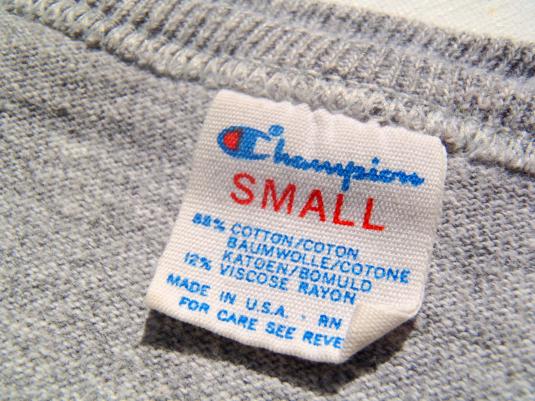 Champion
SMALL
88% COTTON/COTON
BAUMWOLLE/COTONE
KATOEN/BOMULD
12% VISCOSE RAYON
MADE IN U.S.A. · RN
FOR CARE SEE REVE